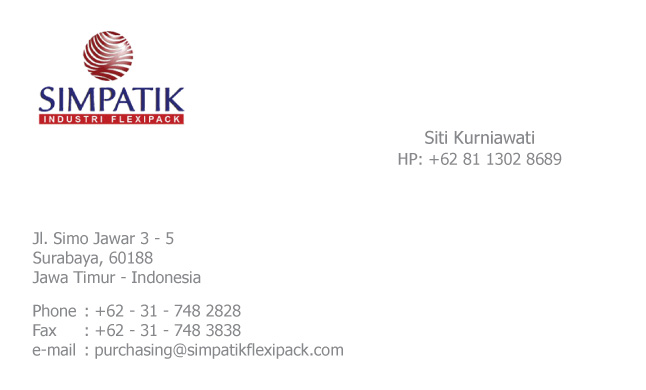 SIMPATIK
INDUSTRI FLEXIPACK
Siti Kurniawati
HP: +62 81 1302 8689
Jl. Simo Jawar 3 - 5
Surabaya, 60188
Jawa Timur - Indonesia
Phone : +62 - 31 - 748 2828
Fax : +62 - 31 - 748 3838
e-mail : purchasing@simpatikflexipack.com